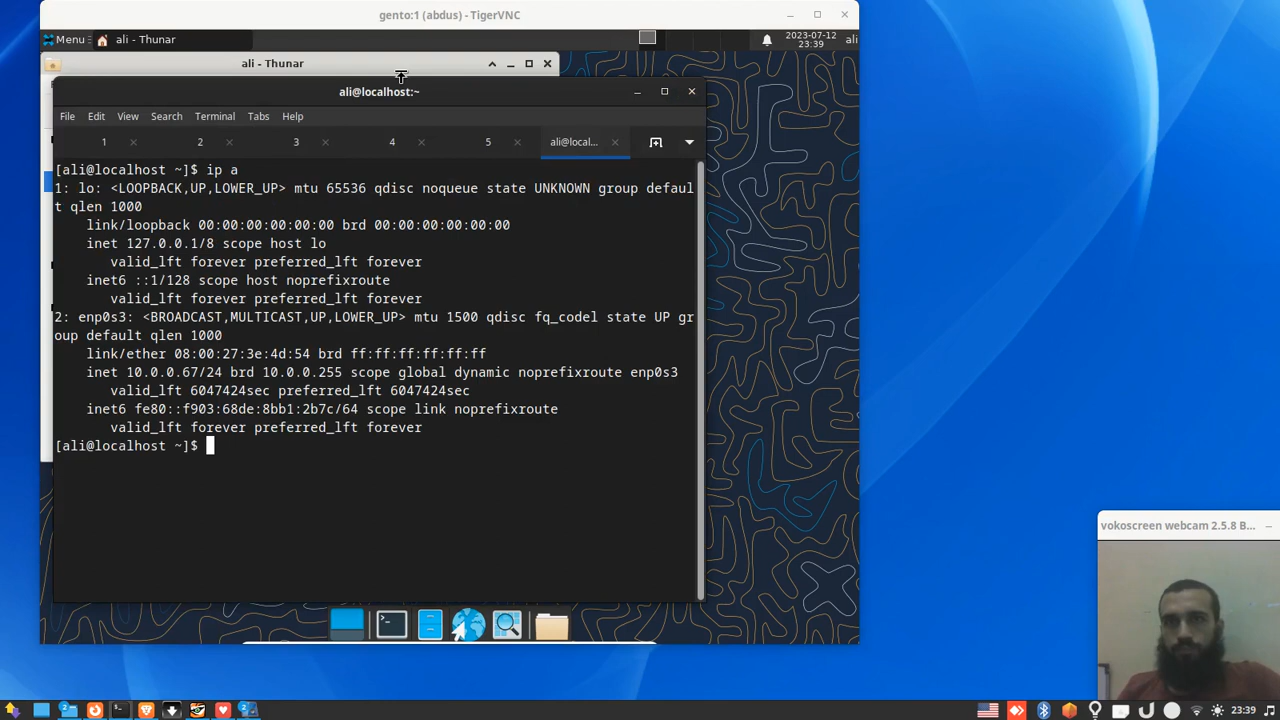 gento:1 (abdus) - TigerVNC
Menu
ali - Thunar
2023-07-12
23:39
ali
ali - Thunar
ali@localhost:~
File Edit View Search Terminal Tabs Help
1 2 3 4 5 ali@local...
[ali@localhost ~]$ ip a
1: lo: <LOOPBACK,UP,LOWER_UP> mtu 65536 qdisc noqueue state UNKNOWN group defaul
t qlen 1000
link/loopback 00:00:00:00:00:00 brd 00:00:00:00:00:00
inet 127.0.0.1/8 scope host lo
valid_lft forever preferred_lft forever
inet6 ::1/128 scope host noprefixroute
valid_lft forever preferred_lft forever
2: enp0s3: <BROADCAST,MULTICAST,UP,LOWER_UP> mtu 1500 qdisc fq_codel state UP gr
oup default qlen 1000
link/ether 08:00:27:3e:4d:54 brd ff:ff:ff:ff:ff:ff
inet 10.0.0.67/24 brd 10.0.0.255 scope global dynamic noprefixroute enp0s3
valid_lft 6047424sec preferred_lft 6047424sec
inet6 fe80::f903:68de:8bb1:2b7c/64 scope link noprefixroute
valid_lft forever preferred_lft forever
[ali@localhost ~]$
vokoscreen webcam 2.5.8 B...
2 2 23:39